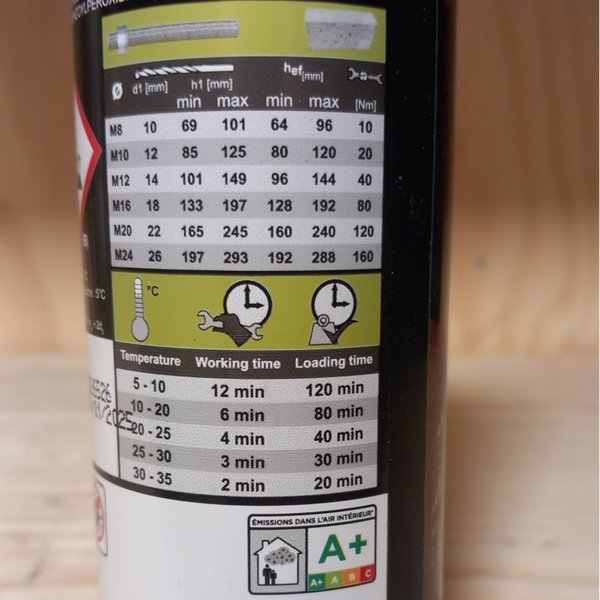 Ø d1 [mm] h1 [mm] hef[mm]
min max min max [Nm]
M8 10 69 101 64 96 10
M10 12 85 125 80 120 20
M12 14 101 149 96 144 40
M16 18 133 197 128 192 80
M20 22 165 245 160 240 120
M24 26 197 293 192 288 160
°C
Temperature Working time Loading time
5 - 10 12 min 120 min
10 - 20 6 min 80 min
20 - 25 4 min 40 min
25 - 30 3 min 30 min
30 - 35 2 min 20 min
/2025
ÉMISSIONS DANS L'AIR INTÉRIEUR*
A+
A+ A B C